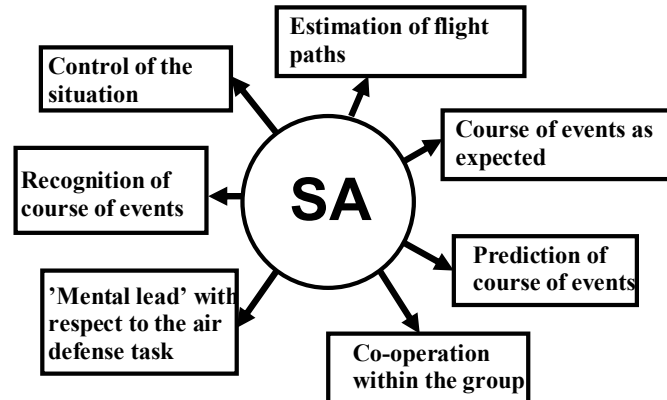 Estimation of flight
paths
Control of the
situation
Course of events as
expected
SA
Recognition of
course of events
Prediction of
course of events
’Mental lead’ with
respect to the air
defense task
Co-operation
within the group